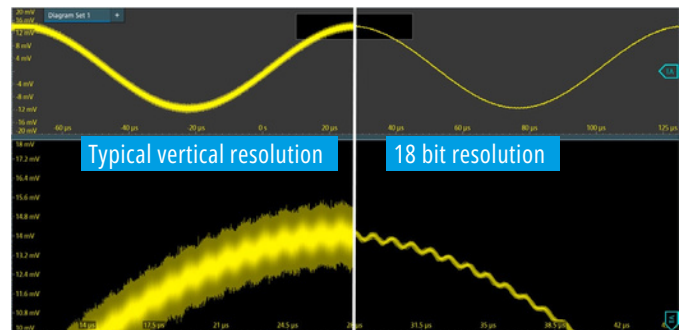 20 mV
Diagram Set 1 +
16 mV
12 mV
8 mV
4 mV
-4 mV
-8 mV
-12 mV
-16 mV
-20 mV
-60 µs -40 µs -20 µs 0 s 20 µs 40 µs 60 µs 80 µs 100 µs 125 µs
1A
18 mV
Typical vertical resolution 18 bit resolution
17.2 mV
16.4 mV
15.6 mV
14.8 mV
14 mV
13.2 mV
12.4 mV
11.6 mV
10.8 mV
10 mV
14 µs 17.5 µs 21 µs 24.5 µs 31.5 µs 35 µs 38.5 µs 42 µs